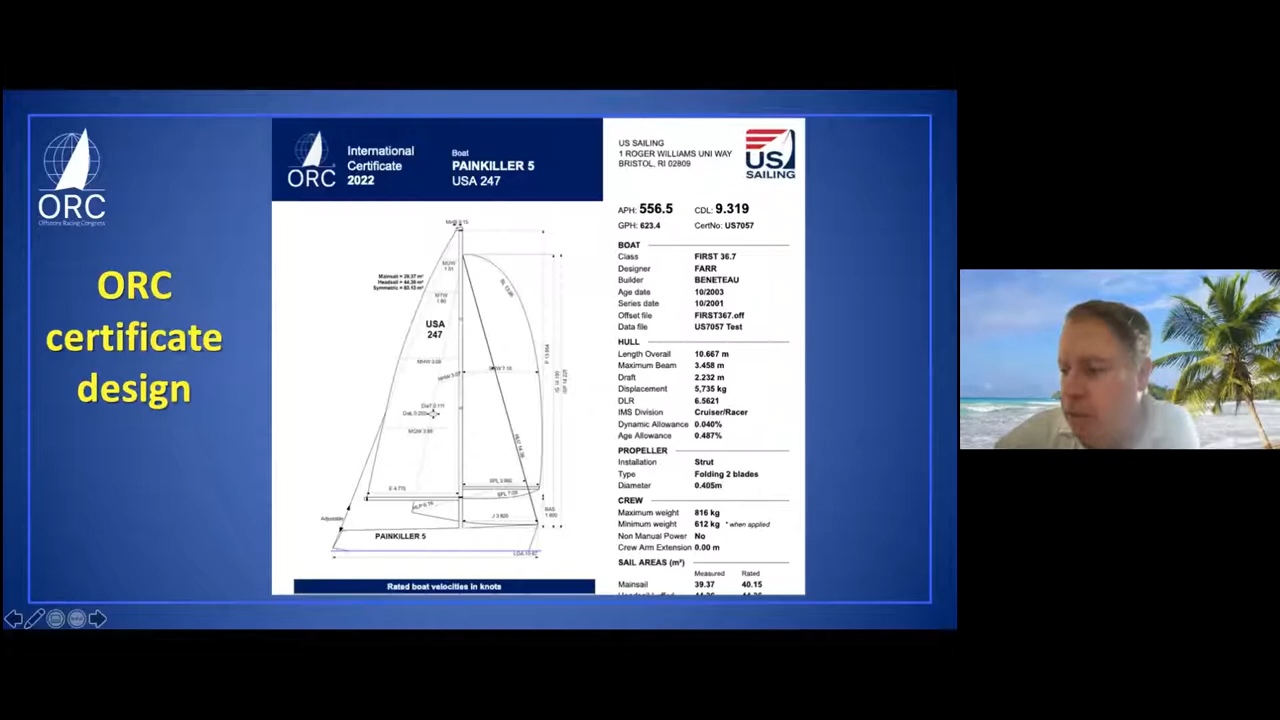 ORC
Offshore Racing Congress
ORC
certificate
design
ORC
International
Certificate
2022
Boat
PAINKILLER 5
USA 247
US SAILING
1 ROGER WILLIAMS UNI WAY
BRISTOL, RI 02809
US
SAILING
APH: 556.5 CDL: 9.319
GPH: 623.4 CertNo: US7057
BOAT
Class FIRST 36.7
Designer FARR
Builder BENETEAU
Age date 10/2003
Series date 10/2001
Offset file FIRST367.off
Data file US7057 Test
HULL
Length Overall 10.667 m
Maximum Beam 3.458 m
Draft 2.232 m
Displacement 5,735 kg
DLR 6.5621
IMS Division Cruiser/Racer
Dynamic Allowance 0.040%
Age Allowance 0.487%
PROPELLER
Installation Strut
Type Folding 2 blades
Diameter 0.405m
CREW
Maximum weight 816 kg
Minimum weight 612 kg * when applied
Non Manual Power No
Crew Arm Extension 0.00 m
SAIL AREAS (m²)
Measured Rated
Mainsail 39.37 40.15
Mainsail = 39.37 m²
USA
247
J 3.820
Adjustable
PAINKILLER 5
Rated boat velocities in knots